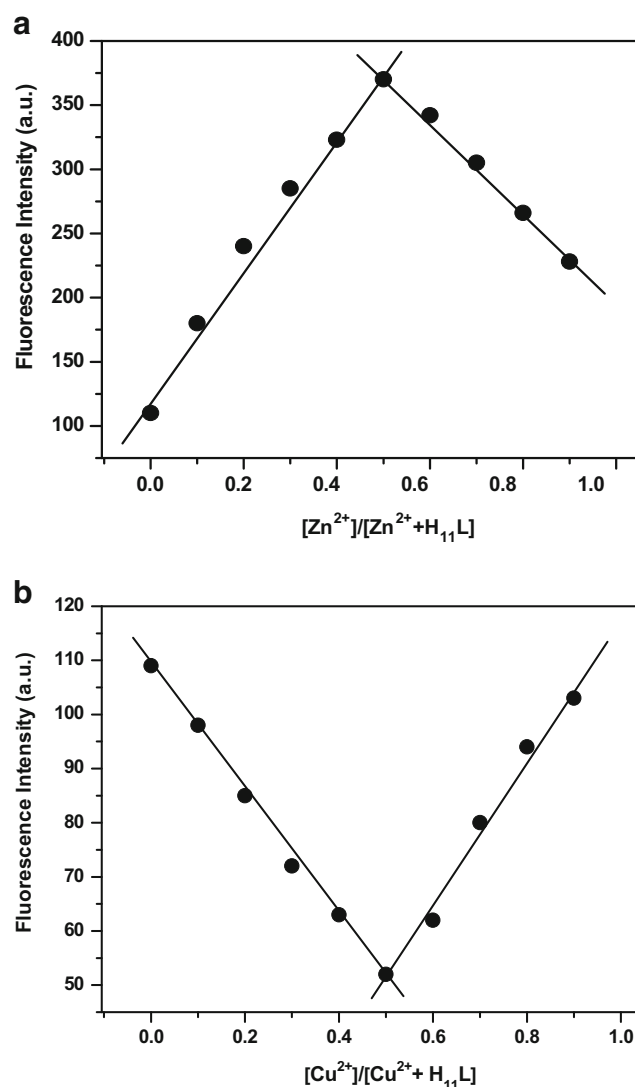 a
400
350
300
250
200
150
100
Fluorescence Intensity (a.u.)
0.0 0.2 0.4 0.6 0.8 1.0
[Zn²⁺]/[Zn²⁺+H₁₁L]
b
120
110
100
90
80
70
60
50
Fluorescence Intensity (a.u.)
0.0 0.2 0.4 0.6 0.8 1.0
[Cu²⁺]/[Cu²⁺+ H₁₁L]